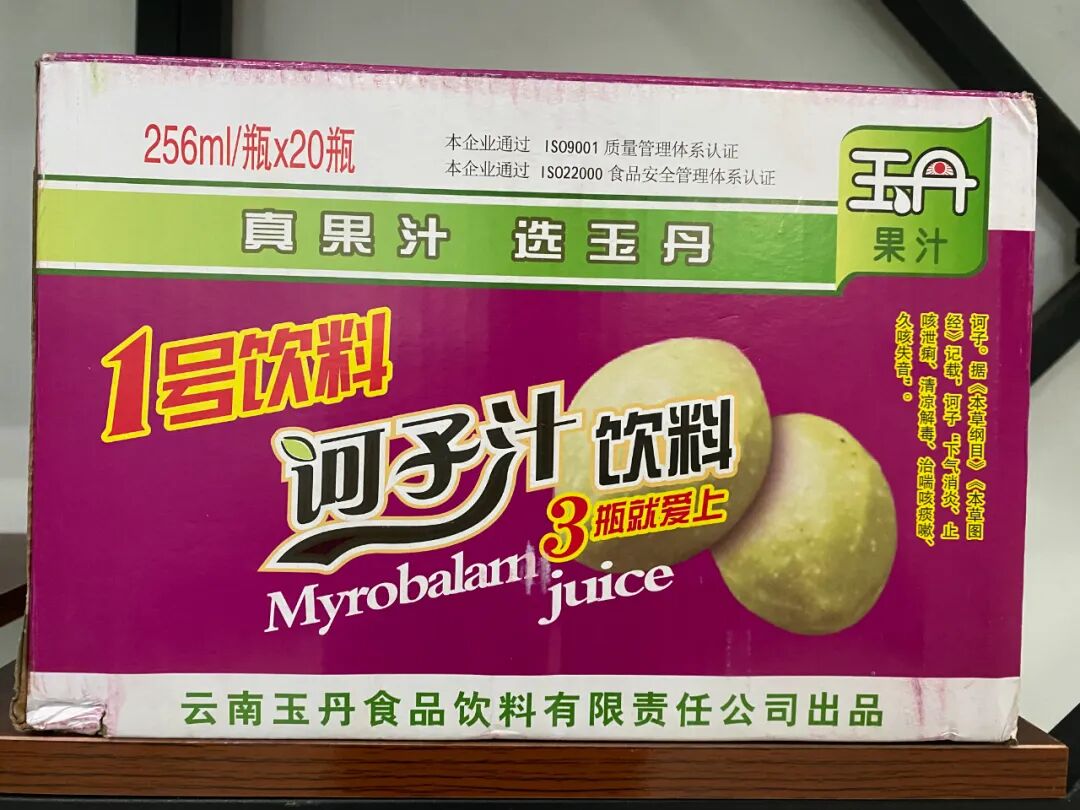 256ml/瓶x20瓶
本企业通过 ISO9001 质量管理体系认证
本企业通过 ISO22000 食品安全管理体系认证
玉丹
果汁
真果汁 选玉丹
1号饮料
诃子汁 饮料
3瓶就爱上
Myrobalam juice
诃子。据《本草纲目》《本草图
经》记载，诃子“下气消炎、止
咳泄痢、清凉解毒、治喘咳痰嗽、
久咳失音”。
云南玉丹食品饮料有限责任公司出品